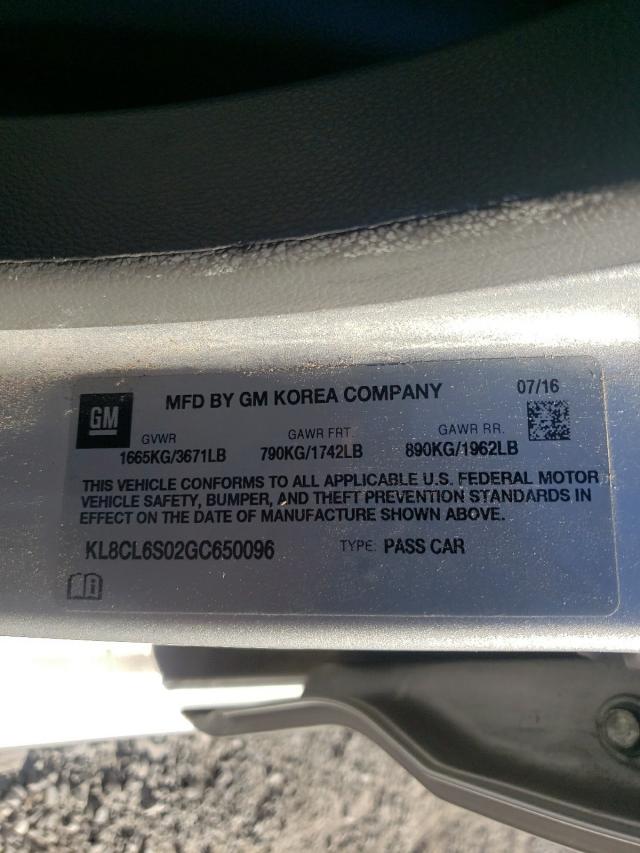 GM
MFD BY GM KOREA COMPANY
07/16
GVWR
GAWR FRT.
GAWR RR.
1665KG/3671LB
790KG/1742LB
890KG/1962LB
THIS VEHICLE CONFORMS TO ALL APPLICABLE U.S. FEDERAL MOTOR
VEHICLE SAFETY, BUMPER, AND THEFT PREVENTION STANDARDS IN
EFFECT ON THE DATE OF MANUFACTURE SHOWN ABOVE.
KL8CL6S02GC650096
TYPE: PASS CAR